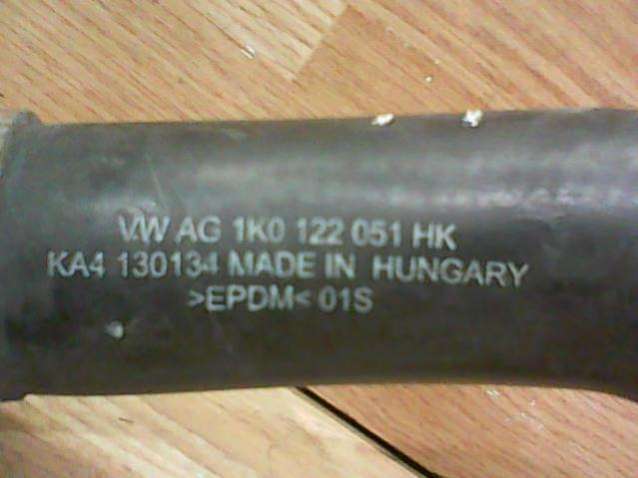 VW AG 1K0 122 051 HK
KA4 130134 MADE IN HUNGARY
>EPDM< 01S